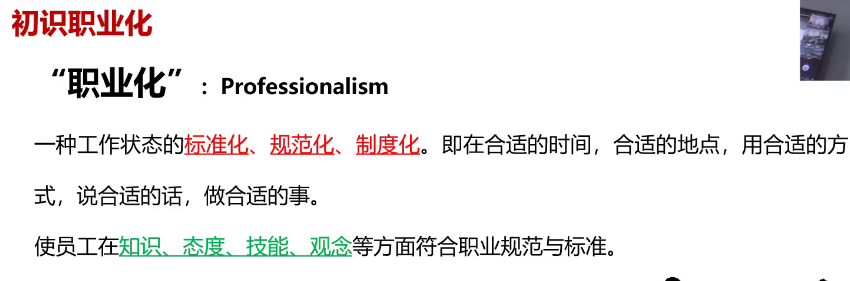 初识职业化
“职业化”：Professionalism
一种工作状态的标准化、规范化、制度化。即在合适的时间，合适的地点，用合适的方
式，说合适的话，做合适的事。
使员工在知识、态度、技能、观念等方面符合职业规范与标准。